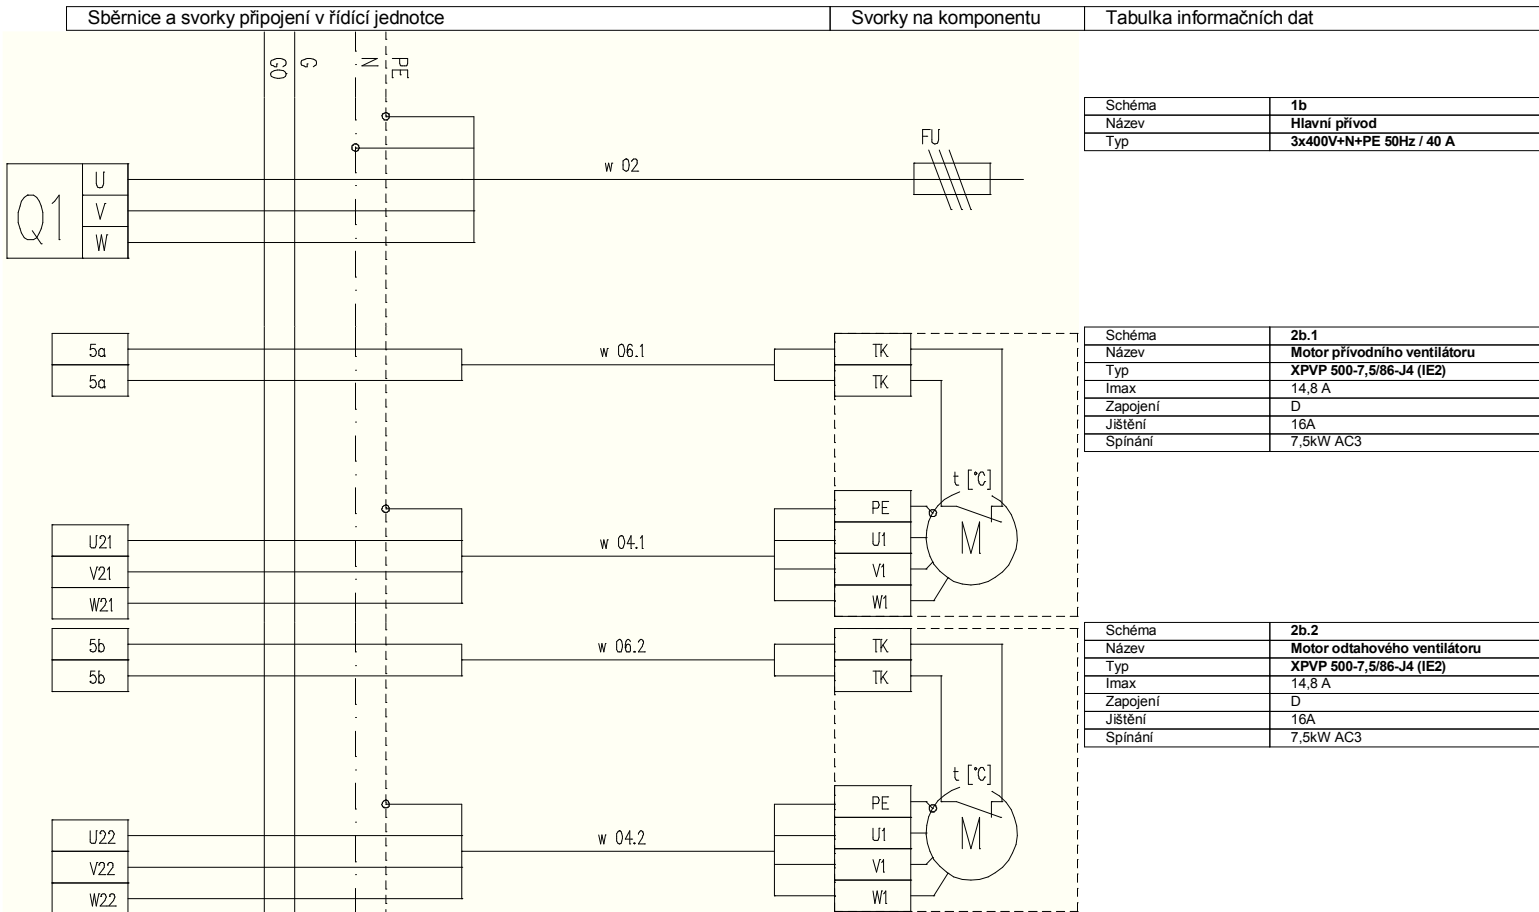 Sběrnice a svorky připojení v řídící jednotce Svorky na komponentu Tabulka informačních dat
G0 G N PE
Schéma 1b
Název Hlavní přívod
Typ 3x400V+N+PE 50Hz / 40 A
FU
w 02
Q1
U
V
W
Schéma 2b.1
Název Motor přívodního ventilátoru
Typ XPVP 500-7,5/86-J4 (IE2)
Imax 14,8 A
Zapojení D
Jištění 16A
Spínání 7,5kW AC3
5a w 06.1 TK
5a TK
t [°C]
PE
U21 w 04.1 U1 M
V21 V1
W21 W1
Schéma 2b.2
Název Motor odtahového ventilátoru
Typ XPVP 500-7,5/86-J4 (IE2)
Imax 14,8 A
Zapojení D
Jištění 16A
Spínání 7,5kW AC3
5b w 06.2 TK
5b TK
t [°C]
PE
U22 w 04.2 U1 M
V22 V1
W22 W1